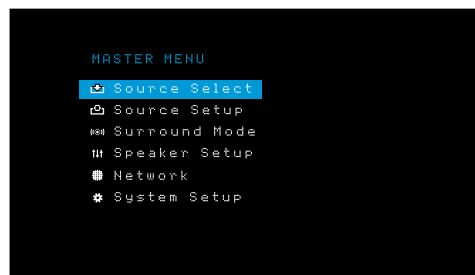 MASTER MENU
Source Select
Source Setup
Surround Mode
Speaker Setup
Network
System Setup